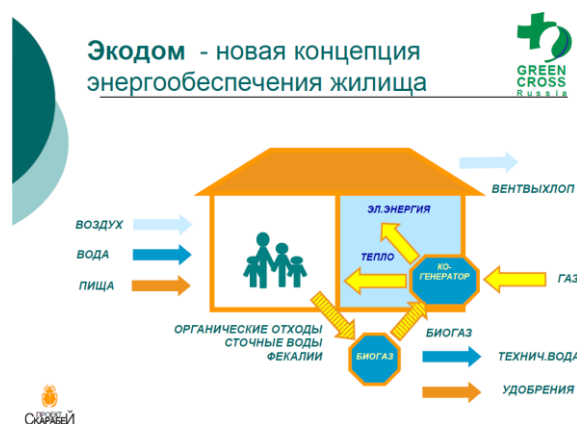 Экодом - новая концепция
энергообеспечения жилища
GREEN
CROSS
Russia
ВЕНТВЫХЛОП
ЭЛ.ЭНЕРГИЯ
ВОЗДУХ
ВОДА
ТЕПЛО
КО-
ГЕНЕРАТОР
ПИЩА
ГАЗ
ОРГАНИЧЕСКИЕ ОТХОДЫ
СТОЧНЫЕ ВОДЫ
ФЕКАЛИИ
БИОГАЗ
БИОГАЗ
ТЕХНИЧ.ВОДА
УДОБРЕНИЯ
ПРОЕКТ
СКАРАБЕЙ